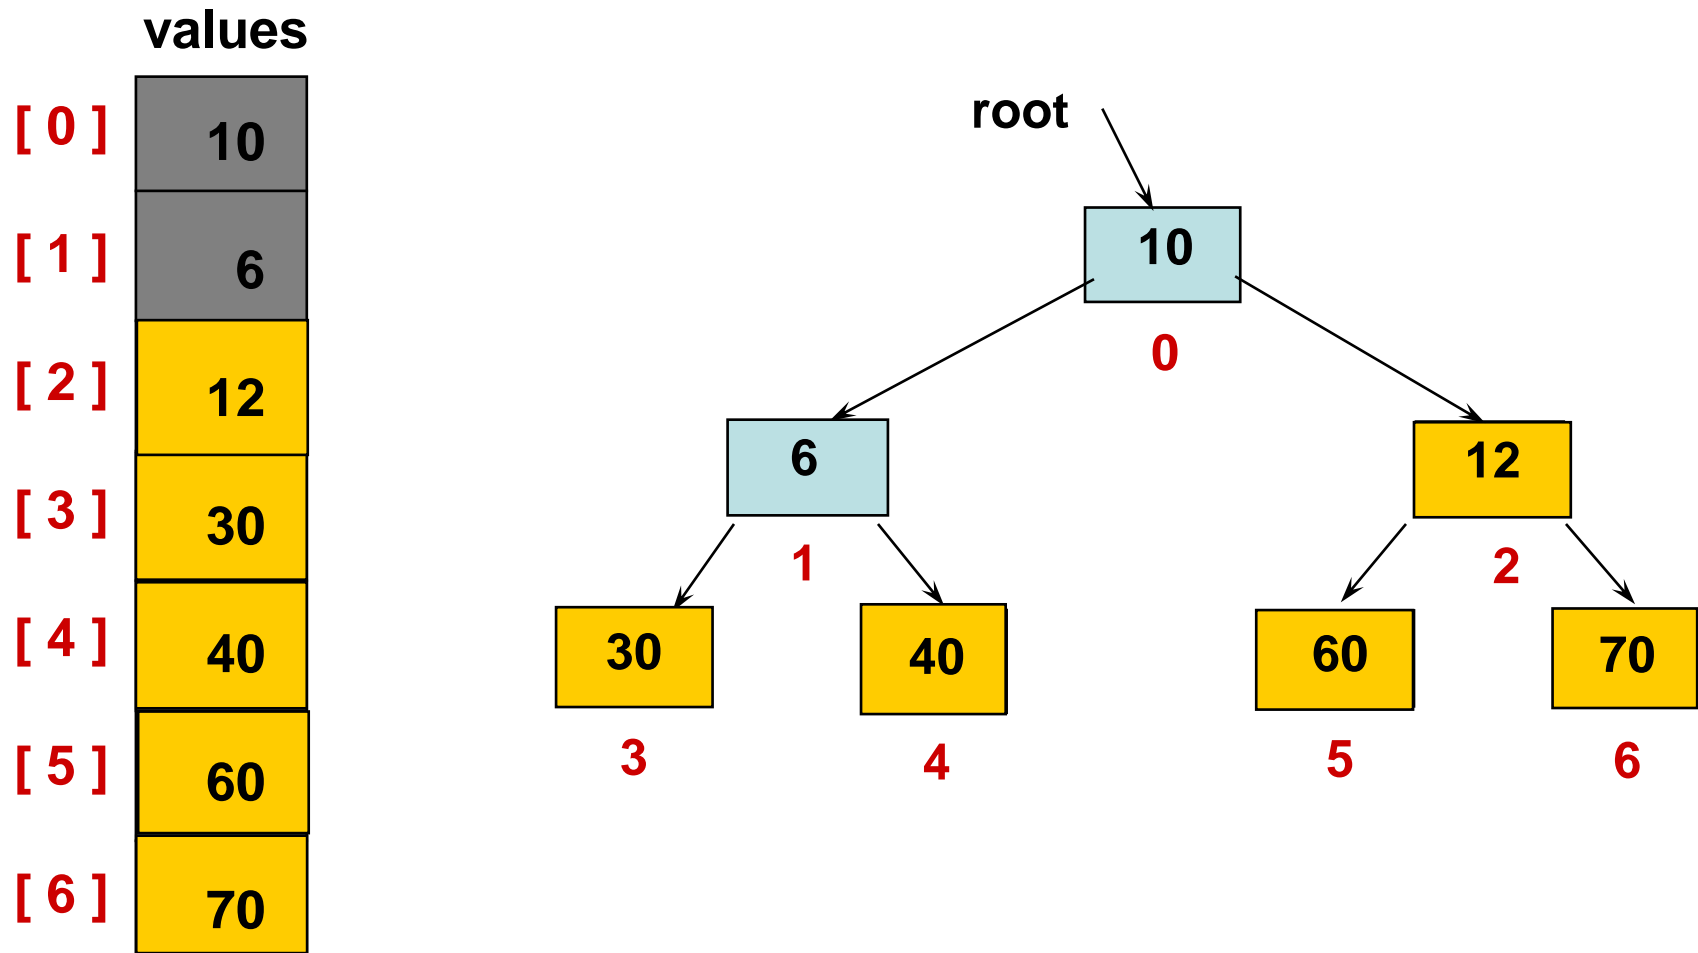 values
[ 0 ] 10
[ 1 ] 6
[ 2 ] 12
[ 3 ] 30
[ 4 ] 40
[ 5 ] 60
[ 6 ] 70
root
10
0
6 12
1 2
30 40 60 70
3 4 5 6